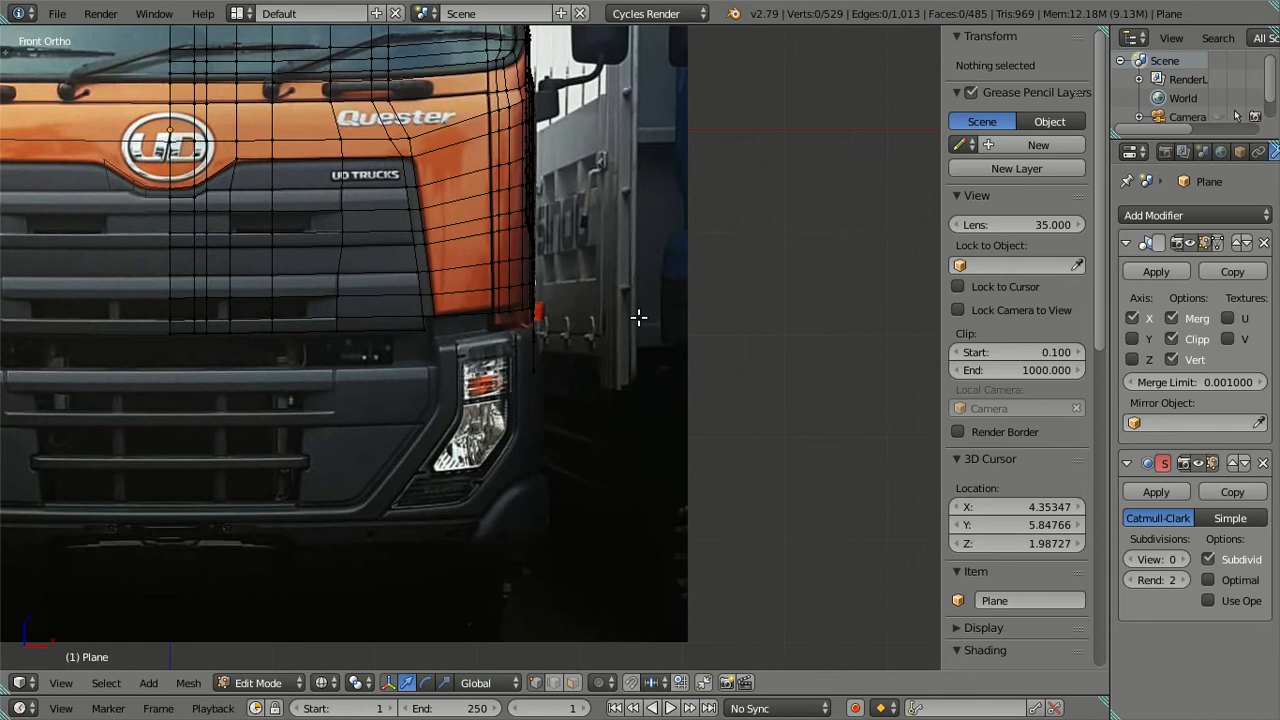 File Render Window Help Default Scene Cycles Render v2.79 | Verts:0/529 | Edges:0/1,013 | Faces:0/485 | Tris:969 | Mem:12.18M (9.13M) | Plane
Front Ortho
UD
Quester
UD TRUCKS
(1) Plane
Transform
Nothing selected
Grease Pencil Layers
Scene Object
New
New Layer
View
Lens: 35.000
Lock to Object:
Lock to Cursor
Lock Camera to View
Clip:
Start: 0.100
End: 1000.000
Local Camera:
Camera
Render Border
3D Cursor
Location:
X: 4.35347
Y: 5.84766
Z: 1.98727
Item
Plane
Display
Shading
View Search All Sc
Scene
RenderL
World
Camera
Plane
Add Modifier
Apply Copy
Axis: Options: Textures:
X Merg U
Y Clipp V
Z Vert
Merge Limit: 0.001000
Mirror Object:
S
Apply Copy
Catmull-Clark Simple
Subdivisions: Options:
View: 0 Subdivid
Rend: 2 Optimal
Use Ope
View Select Add Mesh Edit Mode Global
View Marker Frame Playback Start: 1 End: 250 1 No Sync